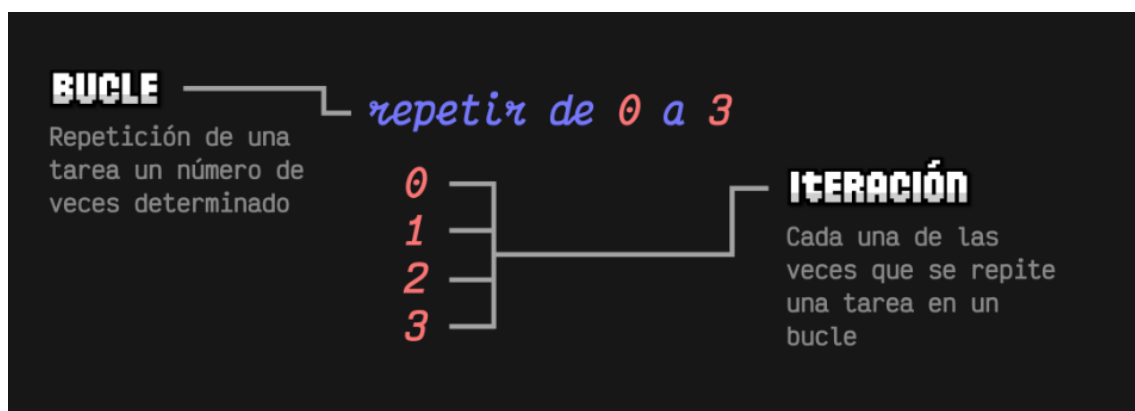 BUCLE
Repetición de una
tarea un número de
veces determinado
repetir de 0 a 3
0
1
2
3
ITERACIÓN
Cada una de las
veces que se repite
una tarea en un
bucle